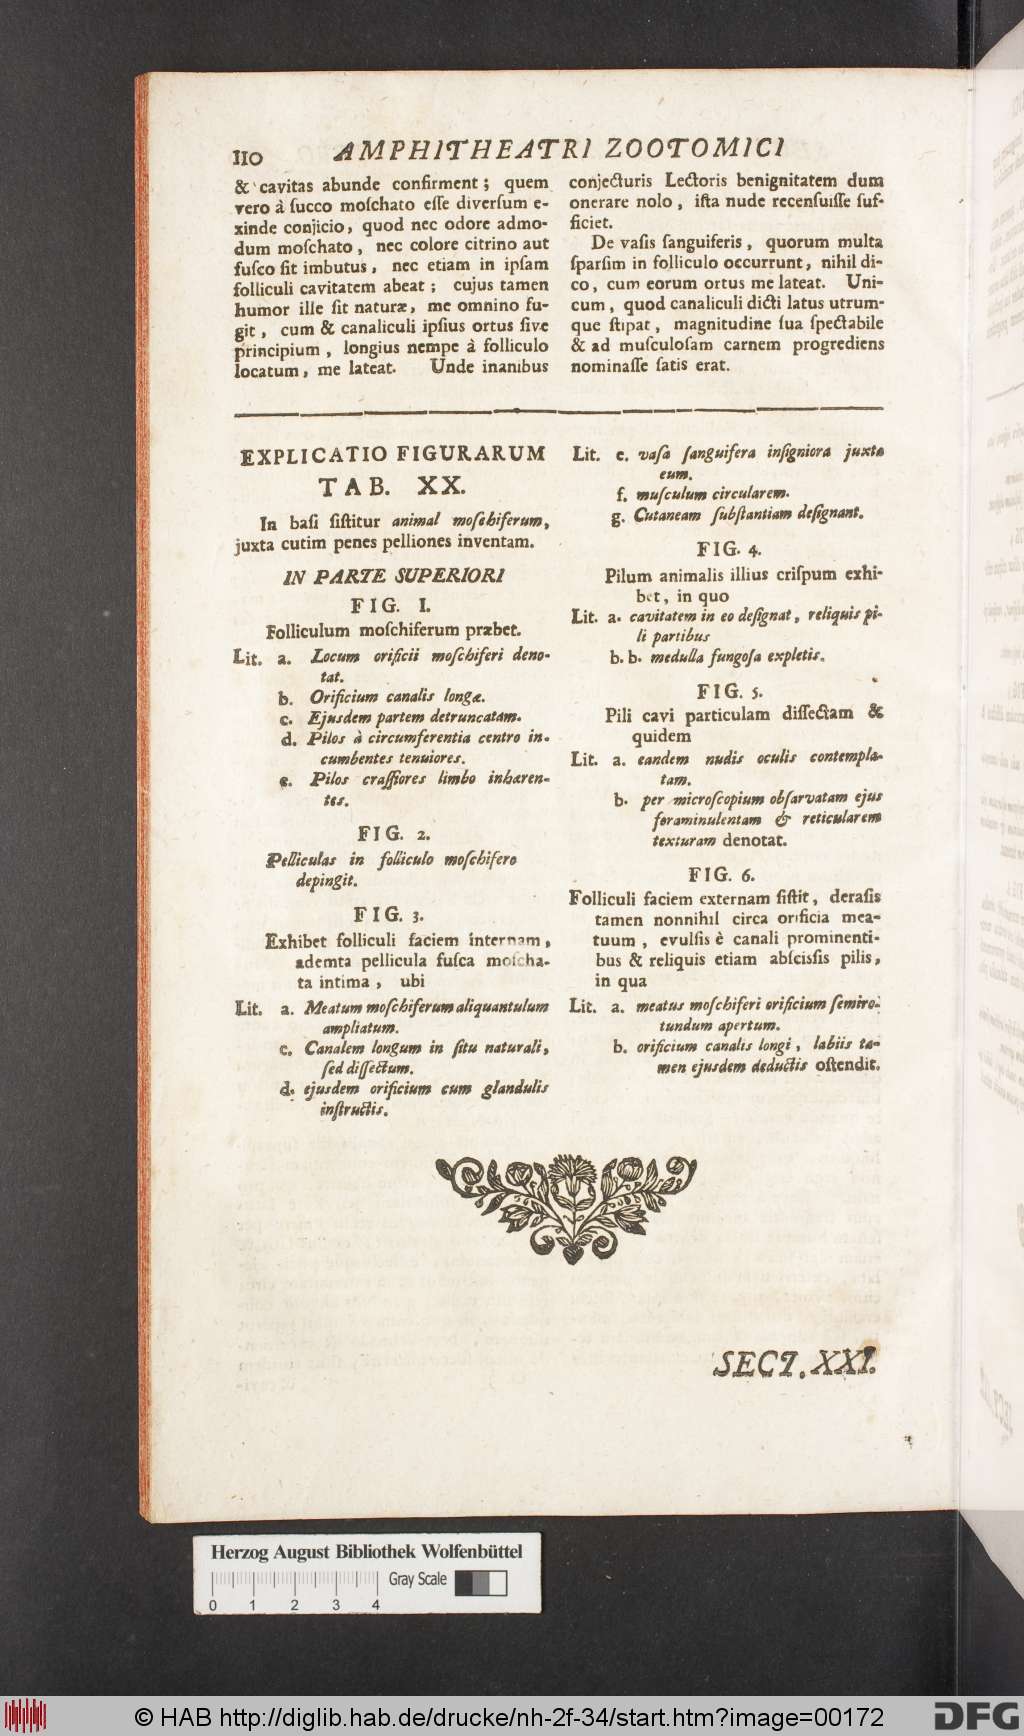 110 AMPHITHEATRI ZOOTOMICI
& cavitas abunde confirment; quem
vero à ſucco moſchato eſſe diverſum e-
xinde conjicio, quod nec odore admo-
dum moſchato, nec colore citrino aut
fuſco ſit imbutus, nec etiam in ipſam
folliculi cavitatem abeat; cujus tamen
humor ille ſit naturæ, me omnino fu-
git, cum & canaliculi ipſius ortus ſive
principium, longius nempe à folliculo
locatum, me lateat. Unde inanibus
conjecturis Lectoris benignitatem dum
onerare nolo, iſta nude recenſuiſſe ſuf-
ficiet.
De vaſis ſanguiferis, quorum multa
ſparſim in folliculo occurrunt, nihil di-
co, cum eorum ortus me lateat. Uni-
cum, quod canaliculi dicti latus utrum-
que ſtipat, magnitudine ſua ſpectabile
& ad muſculoſam carnem progrediens
nominaſſe ſatis erat.
EXPLICATIO FIGURARUM
TAB. XX.
In baſi ſiſtitur animal moſchiferum,
juxta cutim penes pelliones inventam.
IN PARTE SUPERIORI
FIG. I.
Folliculum moſchiferum præbet.
Lit. a. Locum orificii moſchiferi deno-
tat.
b. Orificium canalis longæ.
c. Ejusdem partem detruncatam.
d. Pilos à circumferentia centro in-
cumbentes tenuiores.
e. Pilos craſſiores limbo inhæren-
tes.
FIG. 2.
Pelliculas in folliculo moſchifero
depingit.
FIG. 3.
Exhibet folliculi faciem internam,
ademta pellicula fuſca moſcha-
ta intima, ubi
Lit. a. Meatum moſchiferum aliquantulum
ampliatum.
c. Canalem longum in ſitu naturali,
ſed diſſectum.
d. ejusdem orificium cum glandulis
inſtructis.
Lit. e. vaſa ſanguifera inſigniora juxta
eum.
f. muſculum circularem.
g. Cutaneam ſubſtantiam deſignant.
FIG. 4.
Pilum animalis illius criſpum exhi-
bet, in quo
Lit. a. cavitatem in eo deſignat, reliquis pi-
li partibus
b. b. medulla fungoſa expletis.
FIG. 5.
Pili cavi particulam diſſectam &
quidem
Lit. a. eandem nudis oculis contempla-
tam.
b. per microſcopium obſarvatam ejus
foraminulentam & reticularem
texturam denotat.
FIG. 6.
Folliculi faciem externam ſiſtit, deraſis
tamen nonnihil circa orificia mea-
tuum, evulſis è canali prominenti-
bus & reliquis etiam abſcisſis pilis,
in qua
Lit. a. meatus moſchiferi orificium ſemiro-
tundum apertum.
b. orificium canalis longi, labiis ta-
men ejusdem deductis oſtendit.
SECT. XXI.
Herzog August Bibliothek Wolfenbüttel
Gray Scale
0 1 2 3 4
© HAB http://diglib.hab.de/drucke/nh-2f-34/start.htm?image=00172
DFG